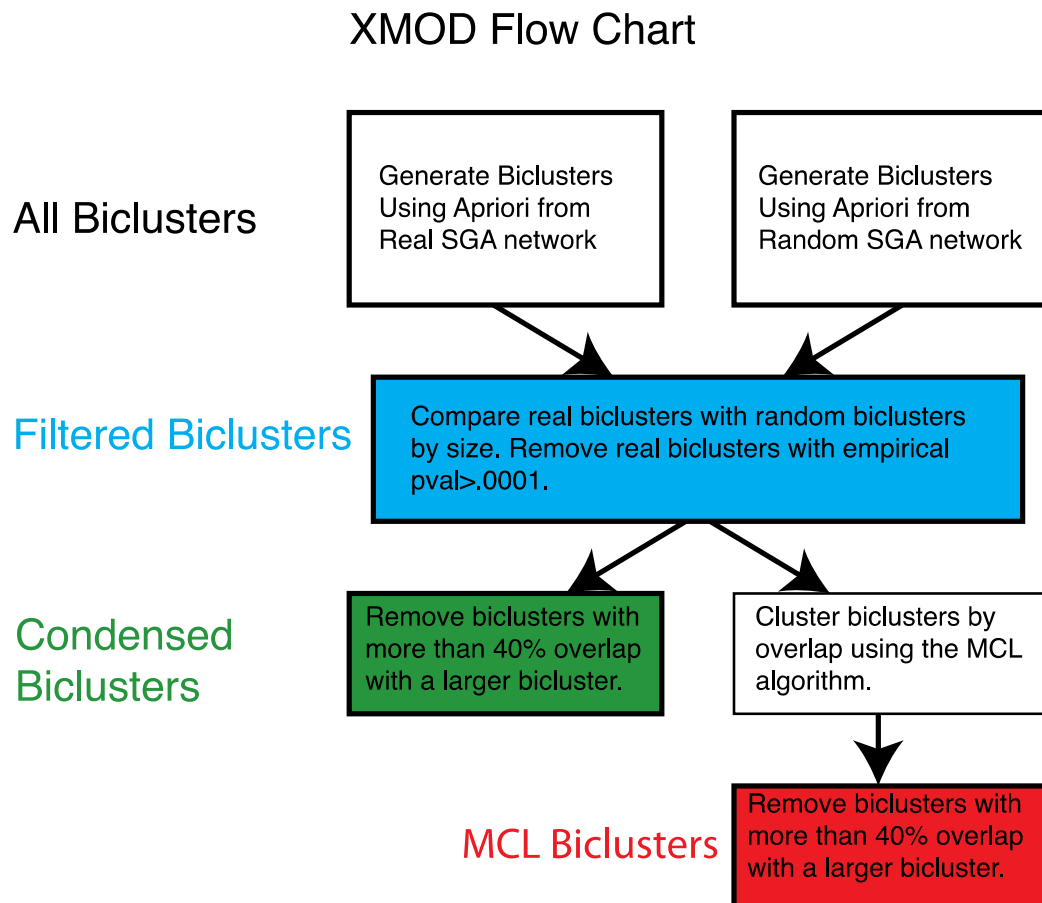 XMOD Flow Chart
All Biclusters
Generate Biclusters
Using Apriori from
Real SGA network
Generate Biclusters
Using Apriori from
Random SGA network
Filtered Biclusters
Compare real biclusters with random biclusters
by size. Remove real biclusters with empirical
pval>.0001.
Condensed
Biclusters
Remove biclusters with
more than 40% overlap
with a larger bicluster.
Cluster biclusters by
overlap using the MCL
algorithm.
MCL Biclusters
Remove biclusters with
more than 40% overlap
with a larger bicluster.